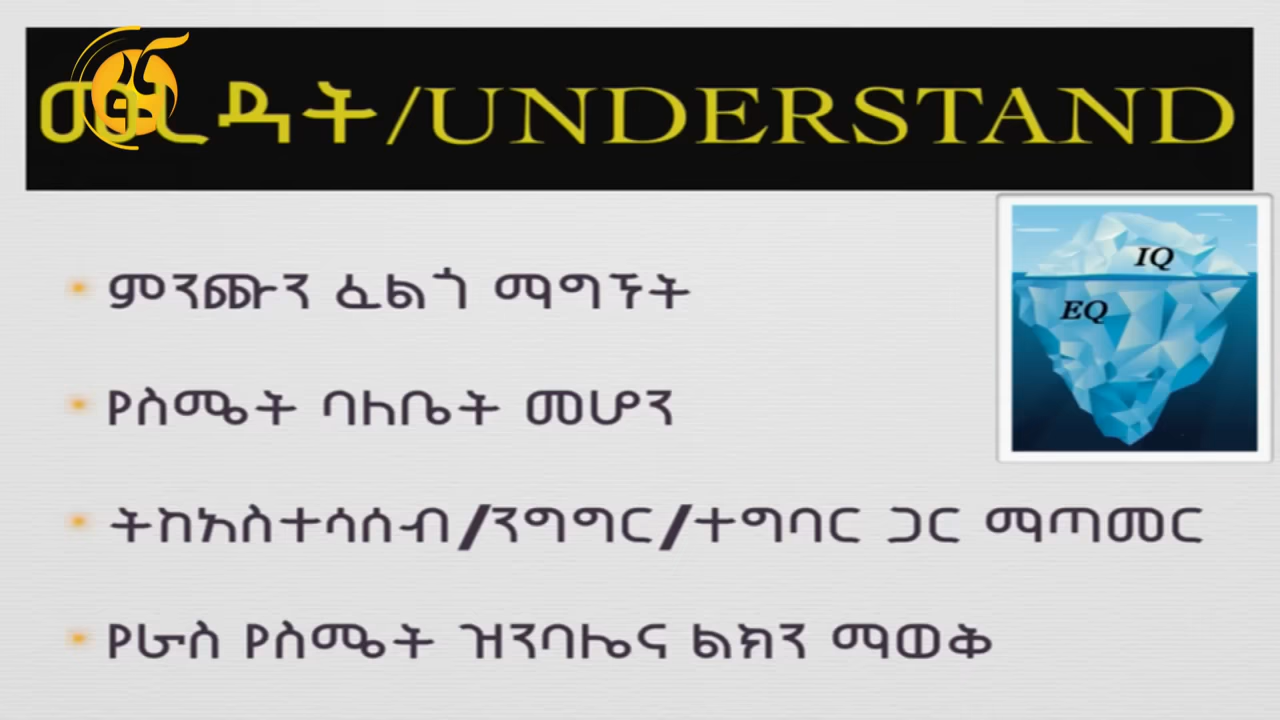 መረዳት/UNDERSTAND
ምንጩን ፈልጎ ማግኘት
IQ
EQ
የስሜት ባለቤት መሆን
ትከአስተሳሰብ/ንግግር/ተግባር ጋር ማጣመር
የራስ የስሜት ዝንባሌና ልክን ማወቅ